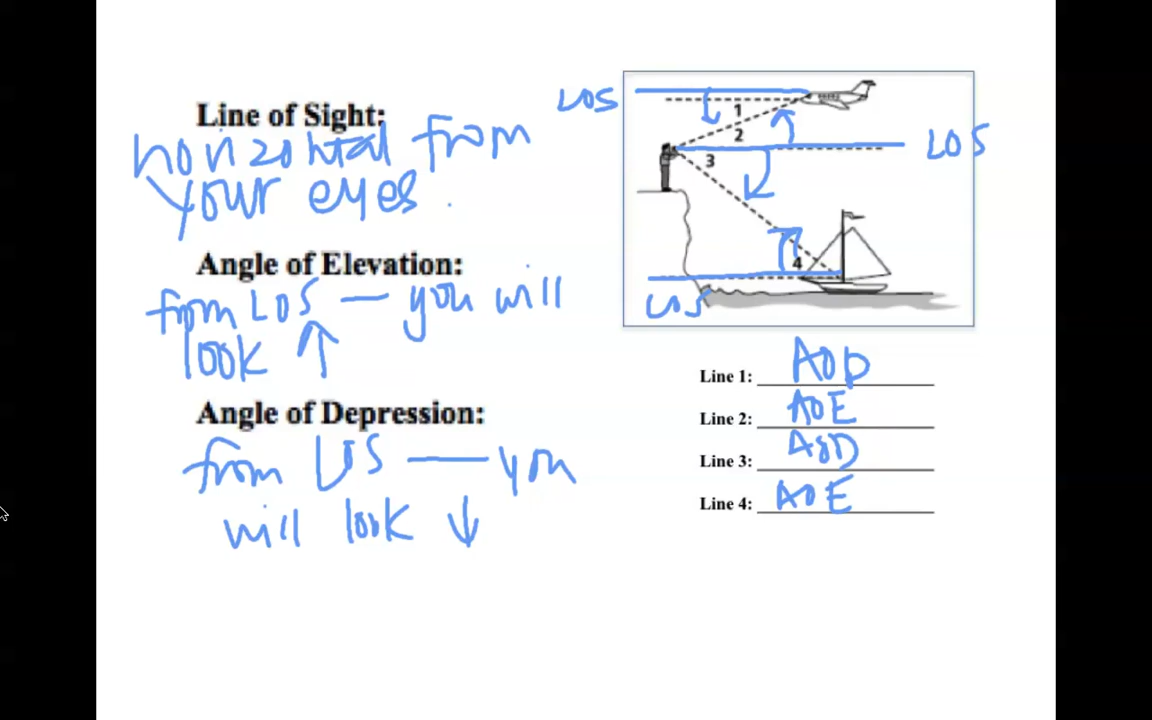 Line of Sight:
horizontal from
your eyes.
Angle of Elevation:
from LOS — you will
look ↑
Angle of Depression:
from LOS — you
will look ↓
LOS
1
2
LOS
3
4
LOS
Line 1: AOD
Line 2: AOE
Line 3: AOD
Line 4: AOE